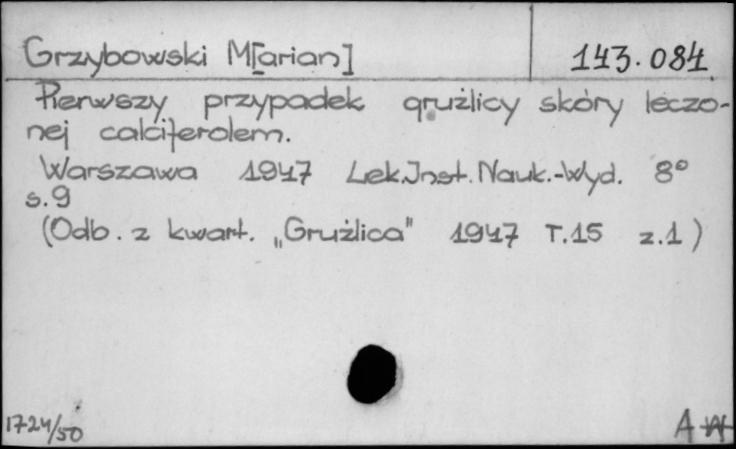 Grzybowski M[arian] 143.084
Pierwszy przypadek gruźlicy skóry leczo-
nej calciferolem.
Warszawa 1947 Lek.Inst.Nauk.-Wyd. 8°
s.9
(Odb. z kwart. „Gruźlica" 1947 T.15 z.1)
1724/50 A